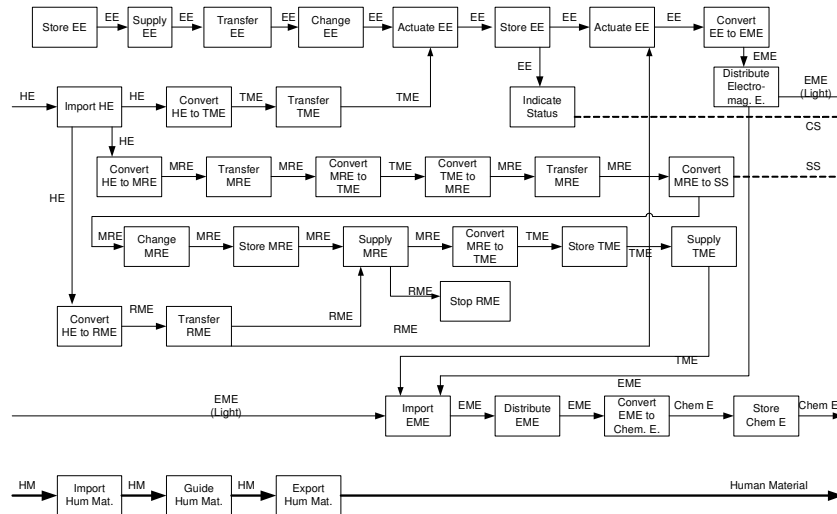 EE EE EE EE EE EE EE EE
Store EE
Supply
EE
Transfer
EE
Change
EE
Actuate EE
Store EE
Actuate EE
Convert
EE to EME
EME
EE
Distribute
Electro-
mag. E.
EME
(Light)
HE
Import HE
HE
Convert
HE to TME
TME
Transfer
TME
TME
Indicate
Status
CS
HE
Convert
HE to MRE
MRE
Transfer
MRE
MRE
Convert
MRE to
TME
TME
Convert
TME to
MRE
MRE
Transfer
MRE
MRE
Convert
MRE to SS
SS
HE
MRE
Change
MRE
MRE
Store MRE
MRE
Supply
MRE
MRE
Convert
MRE to
TME
TME
Store TME
TME
Supply
TME
RME
Stop RME
Convert
HE to RME
RME
Transfer
RME
RME
RME
TME
EME
EME
(Light)
Import
EME
EME
Distribute
EME
EME
Convert
EME to
Chem. E.
Chem E
Store
Chem E
Chem E
HM
Import
Hum Mat.
HM
Guide
Hum Mat.
HM
Export
Hum Mat.
Human Material